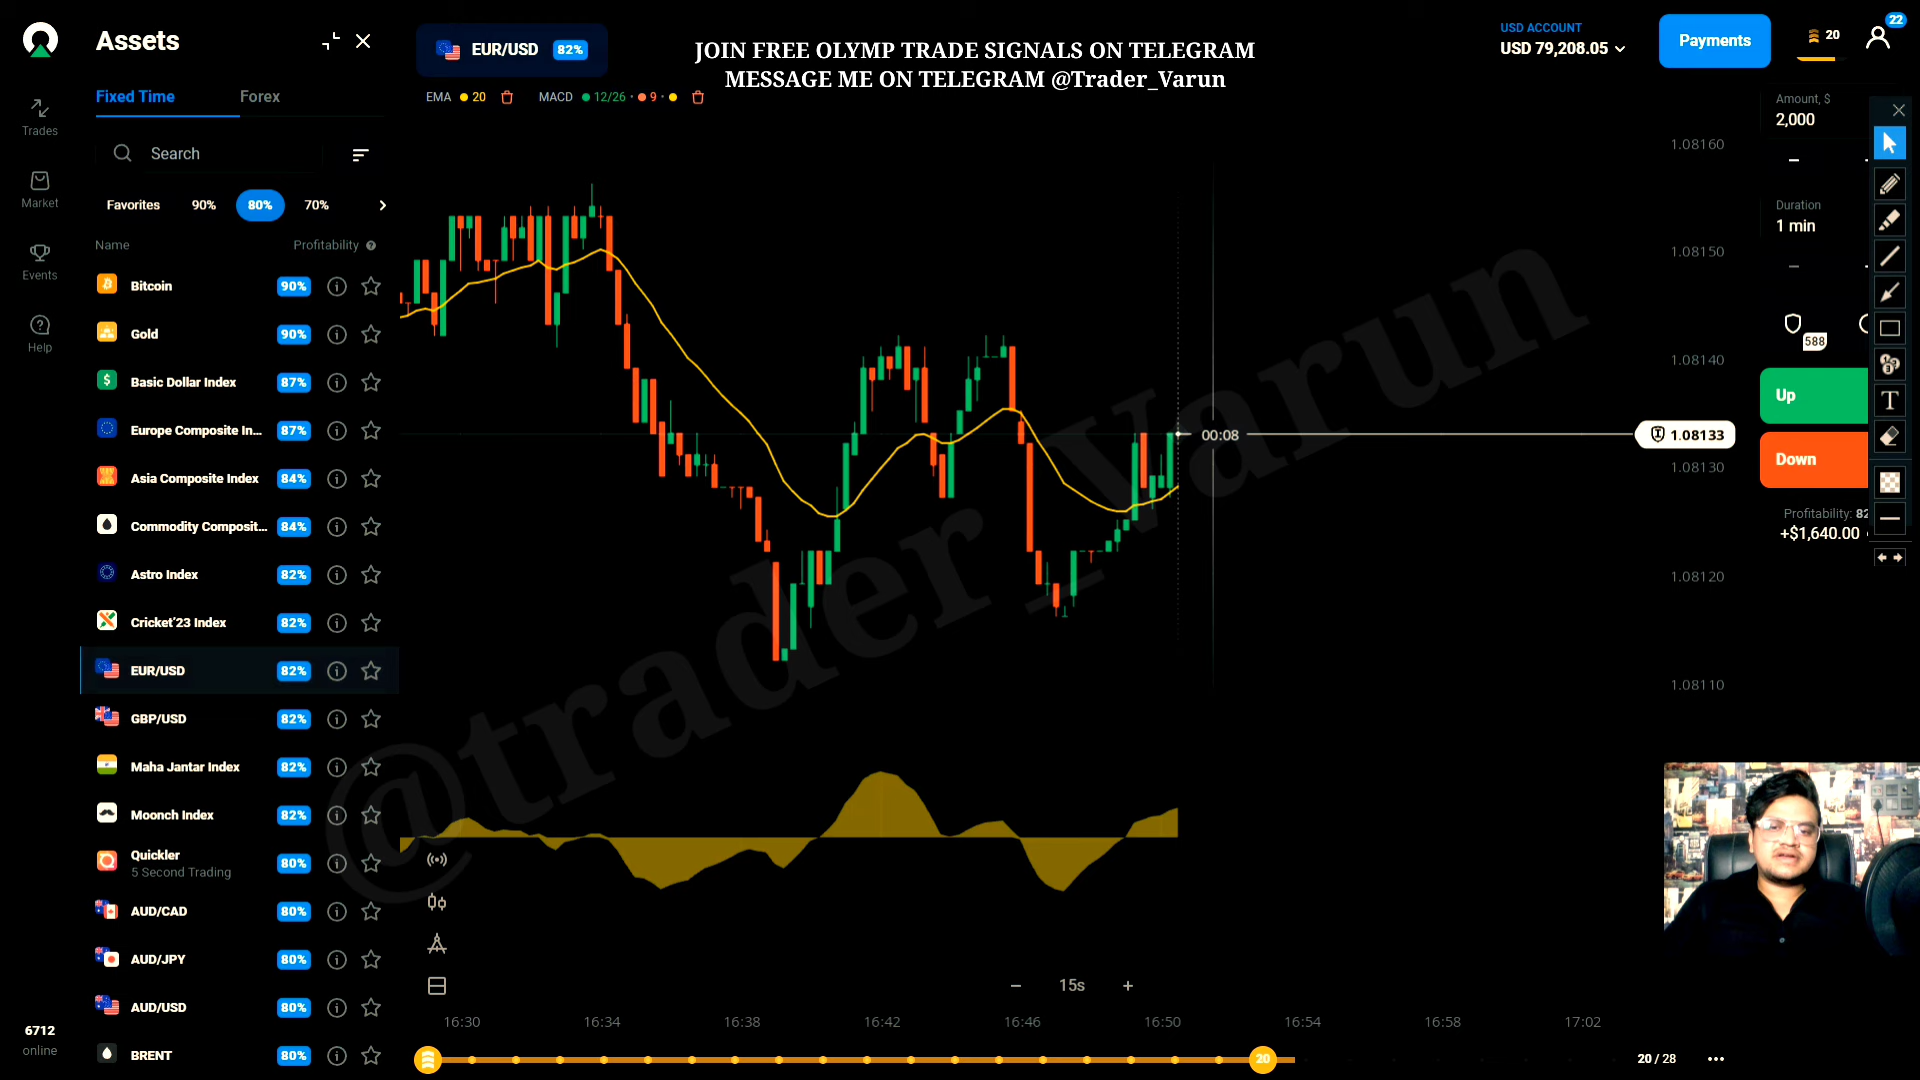 Assets
EUR/USD 82%
JOIN FREE OLYMP TRADE SIGNALS ON TELEGRAM
MESSAGE ME ON TELEGRAM @Trader_Varun
USD ACCOUNT
USD 79,208.05
Payments
20
22
Fixed Time
Forex
EMA 20
MACD 12/26 · 9 ·
Amount, $
2,000
Trades
Search
Market
Favorites 90% 80% 70%
Duration
1 min
Name
Profitability
Events
Bitcoin 90%
Help
Gold 90%
588
Basic Dollar Index 87%
Up
Europe Composite In... 87%
Down
Asia Composite Index 84%
Profitability: 82
+$1,640.00
Commodity Composit... 84%
Astro Index 82%
Cricket'23 Index 82%
EUR/USD 82%
GBP/USD 82%
Maha Jantar Index 82%
Moonch Index 82%
Quickler 80%
5 Second Trading
AUD/CAD 80%
AUD/JPY 80%
AUD/USD 80%
BRENT 80%
6712
online
1.08160
1.08150
1.08140
00:08
1.08133
1.08130
1.08120
1.08110
@trader_varun
15s
16:30 16:34 16:38 16:42 16:46 16:50 16:54 16:58 17:02
20
20 / 28
T